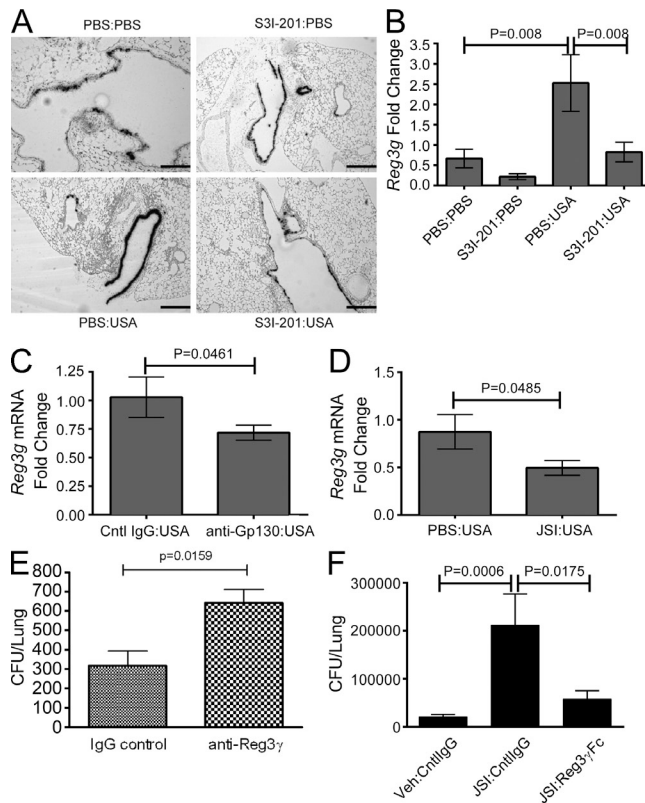 A
PBS:PBS
S3I-201:PBS
PBS:USA
S3I-201:USA
B
P=0.008
P=0.008
Reg3g Fold Change
3.5
3.0
2.5
2.0
1.5
1.0
0.5
0.0
PBS:PBS
S3I-201:PBS
PBS:USA
S3I-201:USA
C
P=0.0461
Reg3g mRNA
Fold Change
1.25
1.00
0.75
0.50
0.25
0.00
Cntl IgG:USA
anti-Gp130:USA
D
P=0.0485
Reg3g mRNA
Fold Change
1.5
1.0
0.5
0.0
PBS:USA
JSI:USA
E
p=0.0159
CFU/Lung
800
700
600
500
400
300
200
100
0
IgG control
anti-Reg3γ
F
P=0.0006
P=0.0175
CFU/Lung
300000
200000
100000
0
Veh:CntlIgG
JSI:CntlIgG
JSI:Reg3γFc